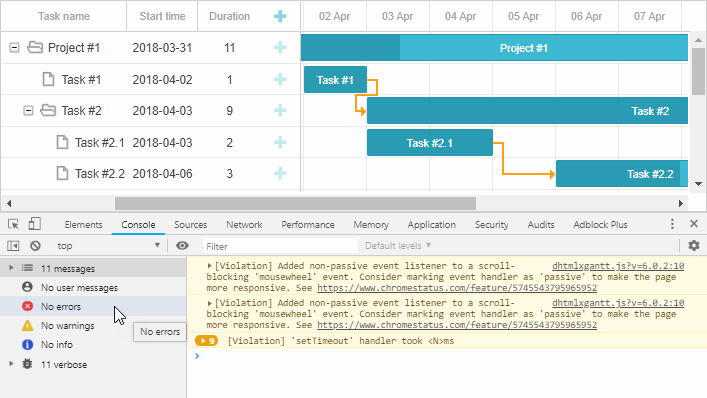 Task name Start time Duration 02 Apr 03 Apr 04 Apr 05 Apr 06 Apr 07 Apr
Project #1 2018-03-31 11 Project #1
Task #1 2018-04-02 1 Task #1
Task #2 2018-04-03 9 Task #2
Task #2.1 2018-04-03 2 Task #2.1
Task #2.2 2018-04-06 3 Task #2.2
Elements Console Sources Network Performance Memory Application Security Audits Adblock Plus
top Filter Default levels
11 messages
No user messages
No errors
No warnings
No info
11 verbose
No errors
[Violation] Added non-passive event listener to a scroll- dhtmlxgantt.js?v=6.0.2:10
blocking 'mousewheel' event. Consider marking event handler as 'passive' to make the page
more responsive. See https://www.chromestatus.com/feature/5745543795965952
[Violation] Added non-passive event listener to a scroll- dhtmlxgantt.js?v=6.0.2:10
blocking 'mousewheel' event. Consider marking event handler as 'passive' to make the page
more responsive. See https://www.chromestatus.com/feature/5745543795965952
9 [Violation] 'setTimeout' handler took <N>ms